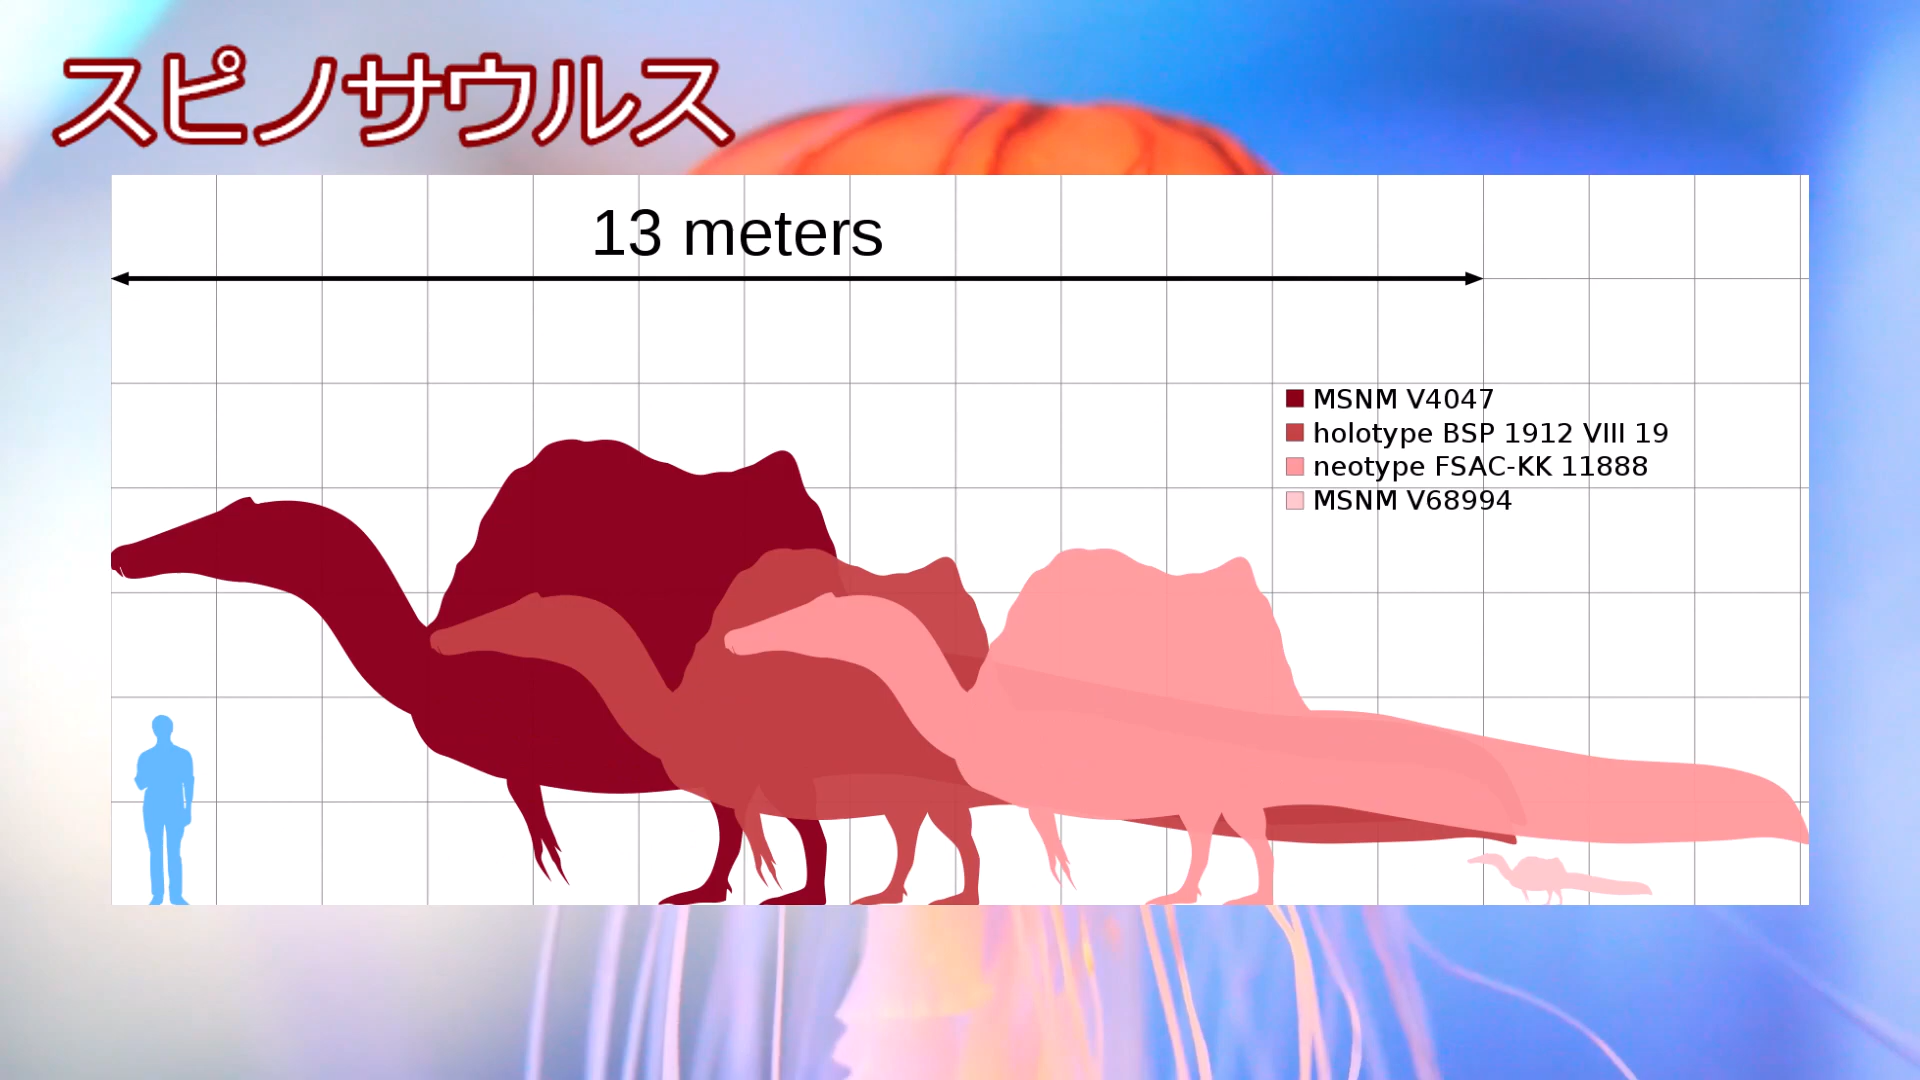 スピノサウルス
13 meters
MSNM V4047
holotype BSP 1912 VIII 19
neotype FSAC-KK 11888
MSNM V68994